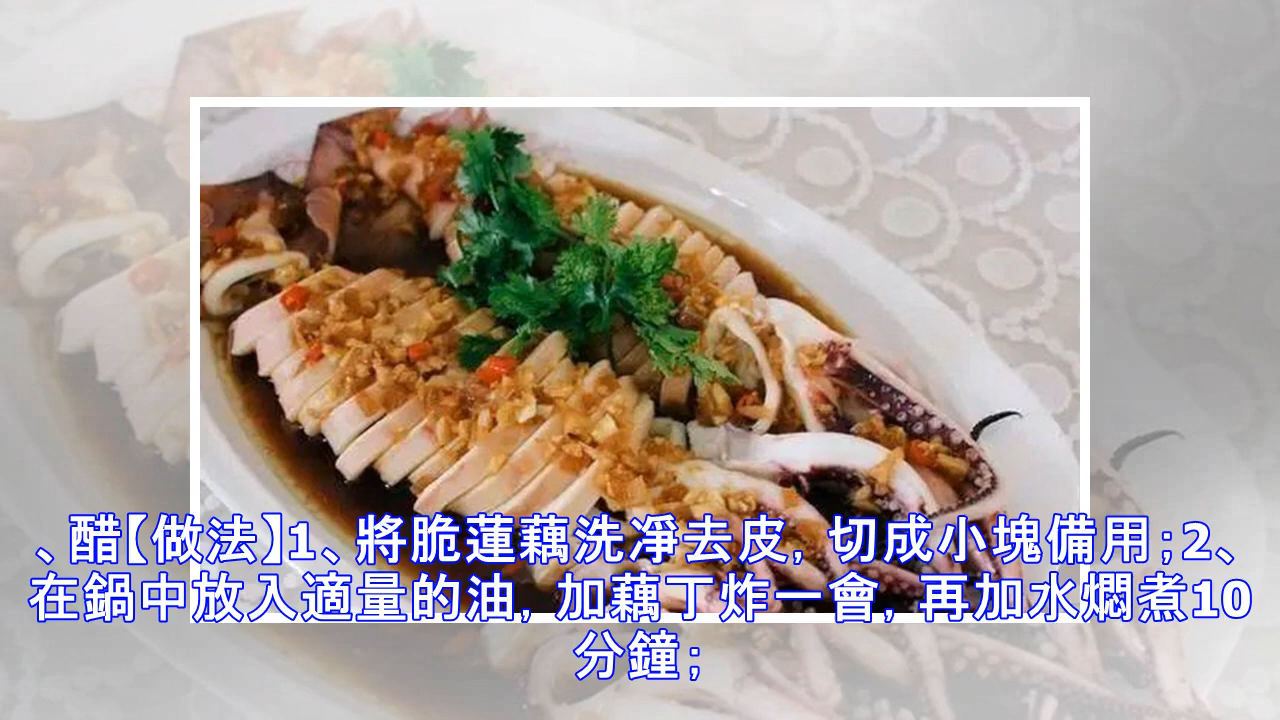 、醋【做法】1、將脆蓮藕洗淨去皮, 切成小塊備用;2、
在鍋中放入適量的油, 加藕丁炸一會, 再加水燜煮10
分鐘;